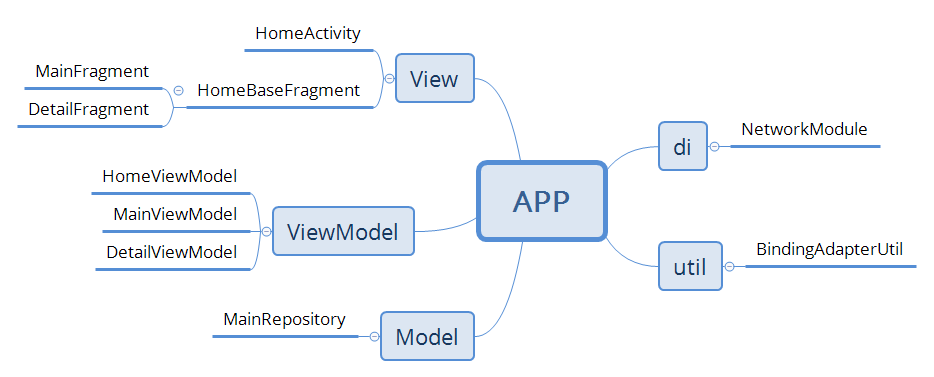 HomeActivity
View
MainFragment
HomeBaseFragment
DetailFragment
HomeViewModel
MainViewModel
DetailViewModel
ViewModel
MainRepository
Model
APP
di
NetworkModule
util
BindingAdapterUtil